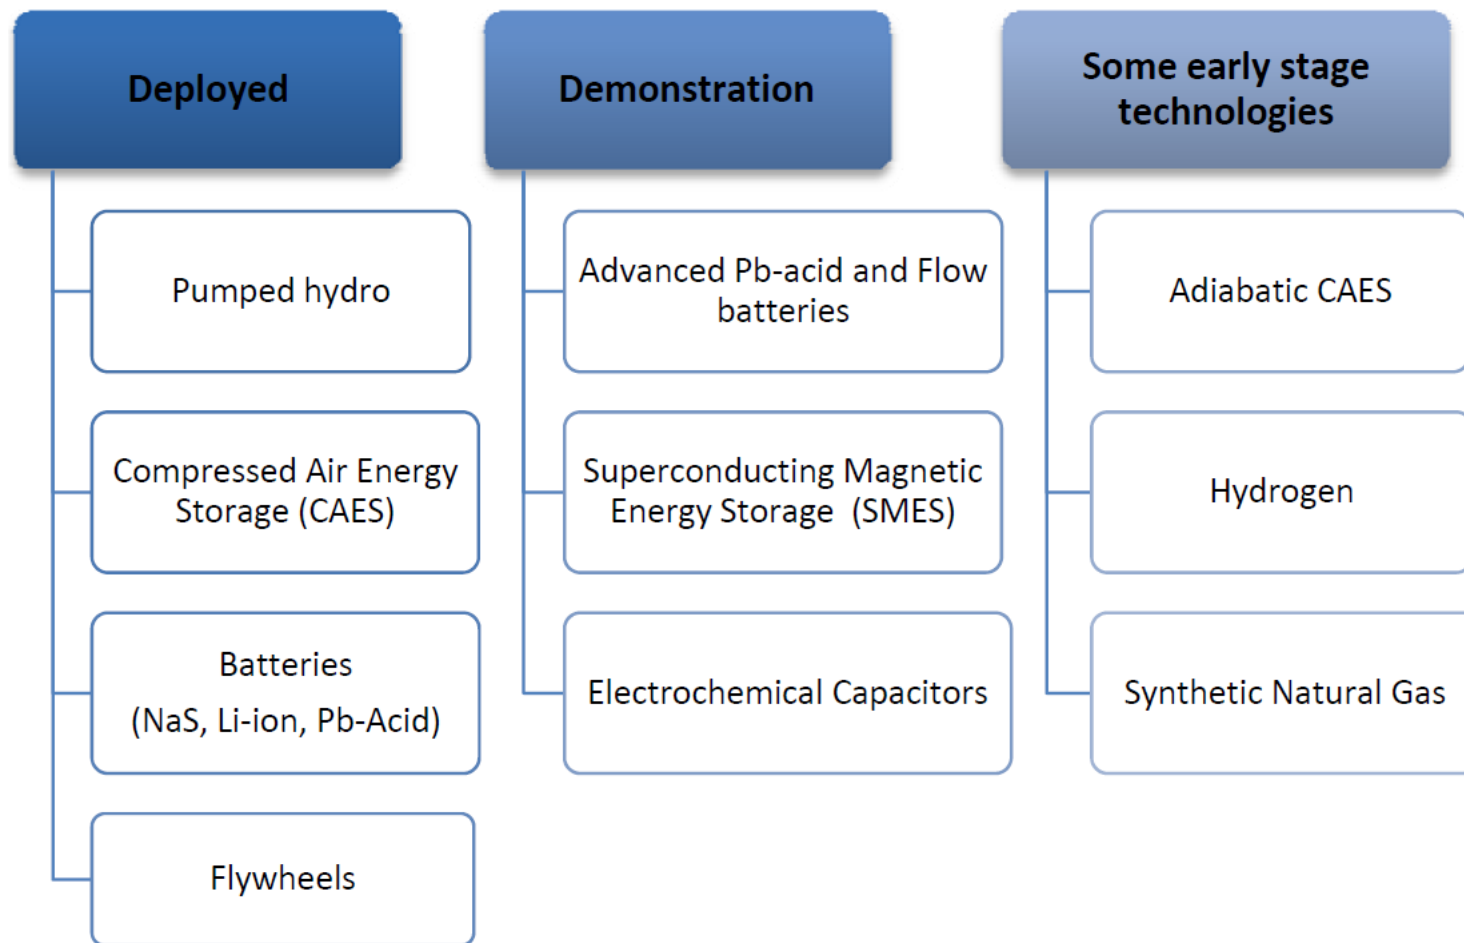 Deployed
Pumped hydro
Compressed Air Energy
Storage (CAES)
Batteries
(NaS, Li-ion, Pb-Acid)
Flywheels
Demonstration
Advanced Pb-acid and Flow
batteries
Superconducting Magnetic
Energy Storage  (SMES)
Electrochemical Capacitors
Some early stage
technologies
Adiabatic CAES
Hydrogen
Synthetic Natural Gas